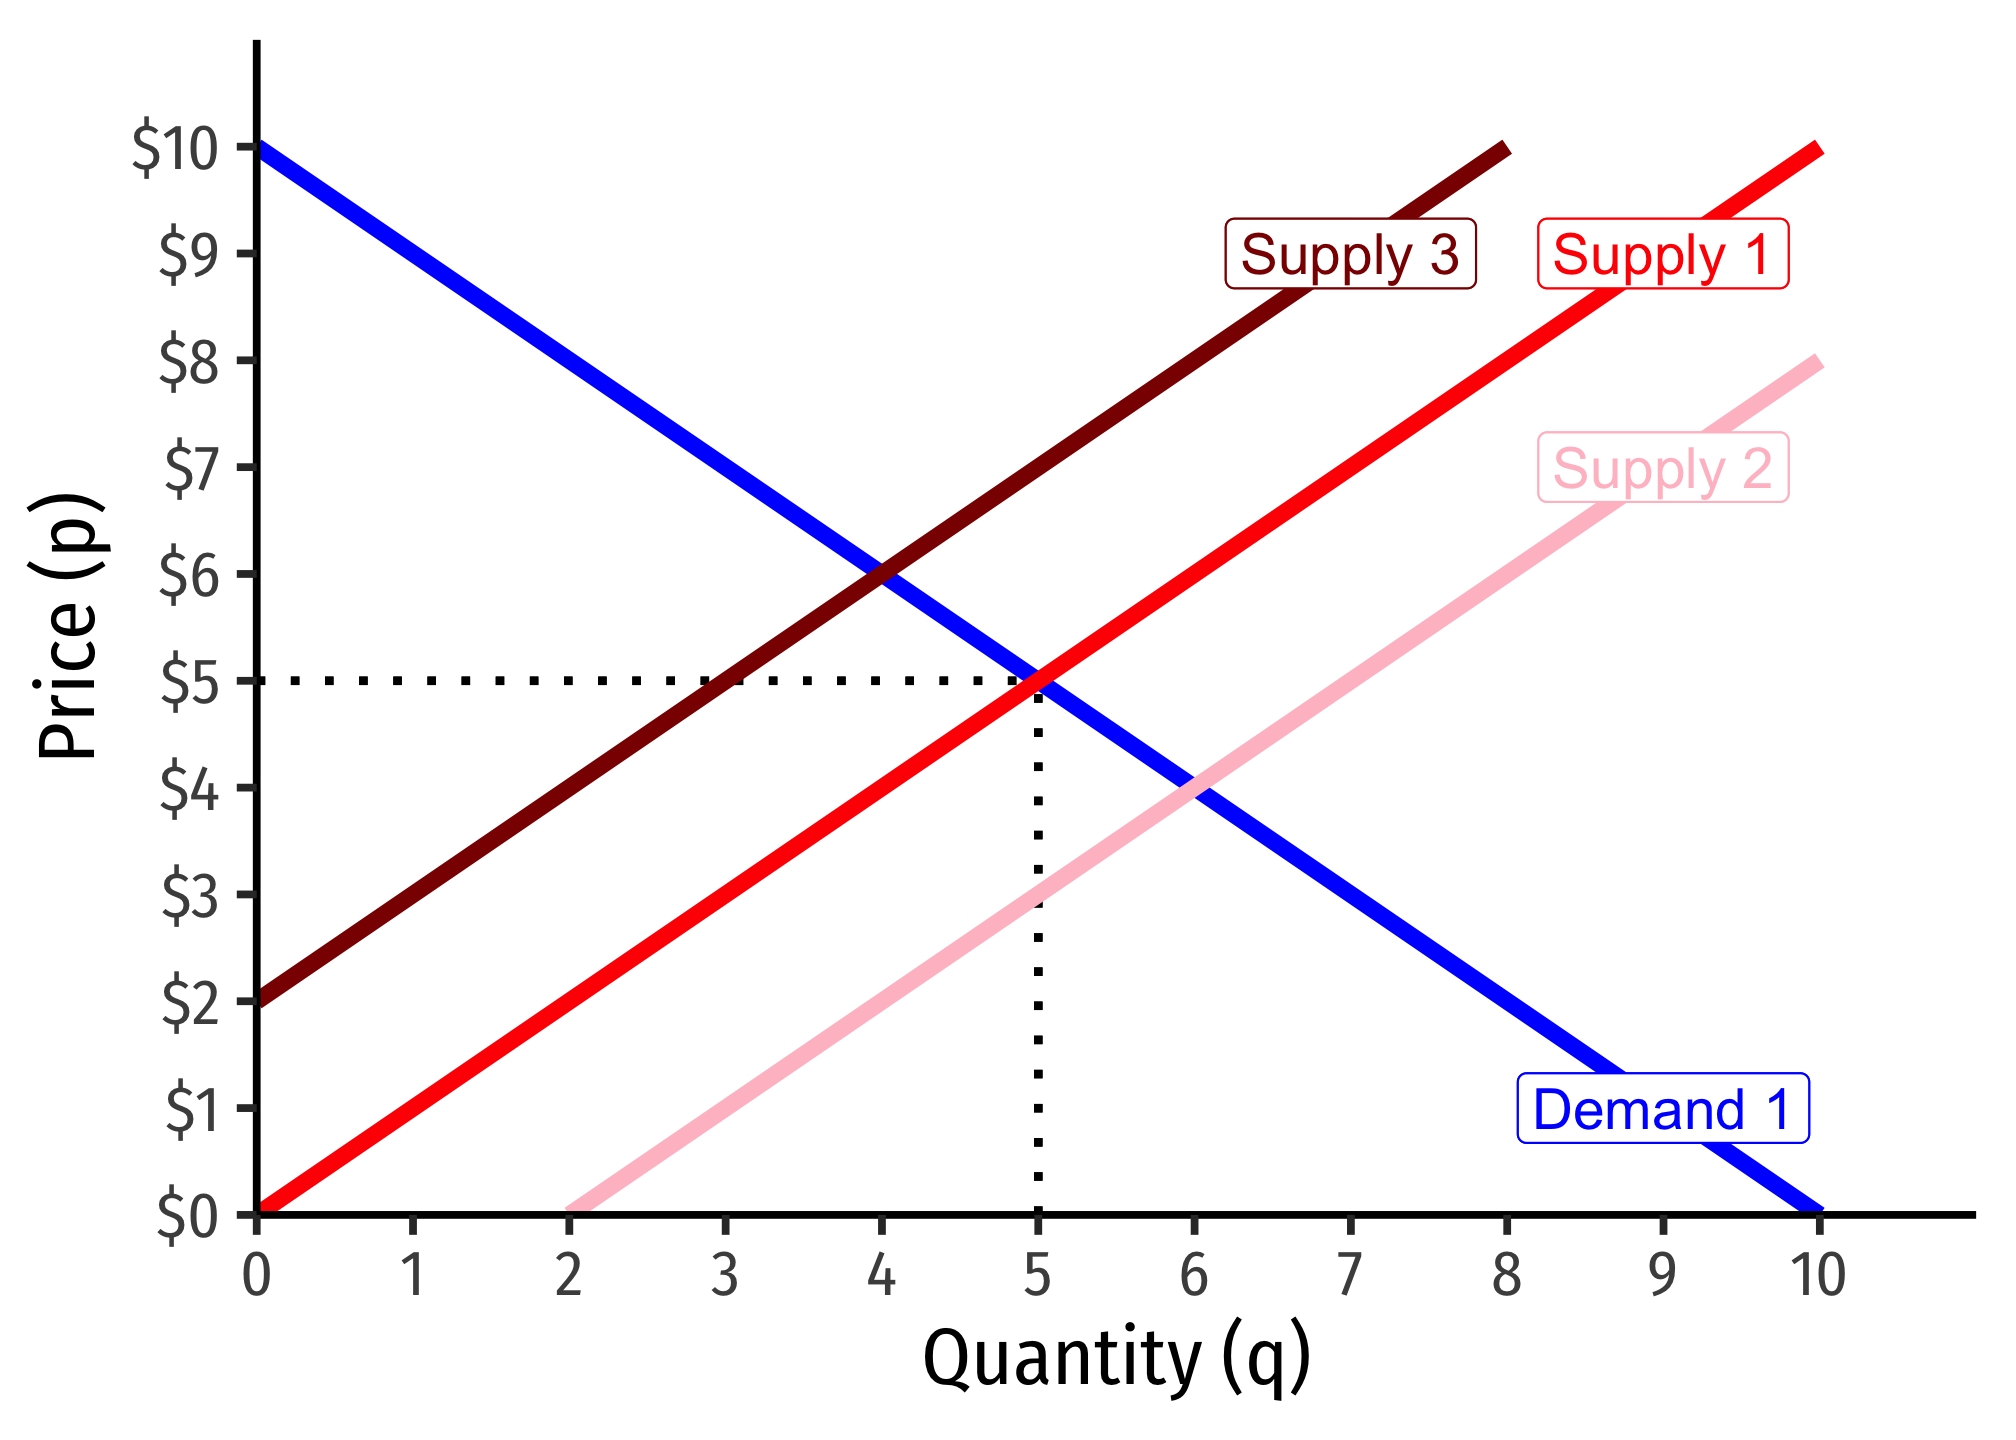 $10
$9
$8
$7
$6
$5
$4
$3
$2
$1
$0
Price (p)
Supply 3
Supply 1
Supply 2
Demand 1
0 1 2 3 4 5 6 7 8 9 10
Quantity (q)